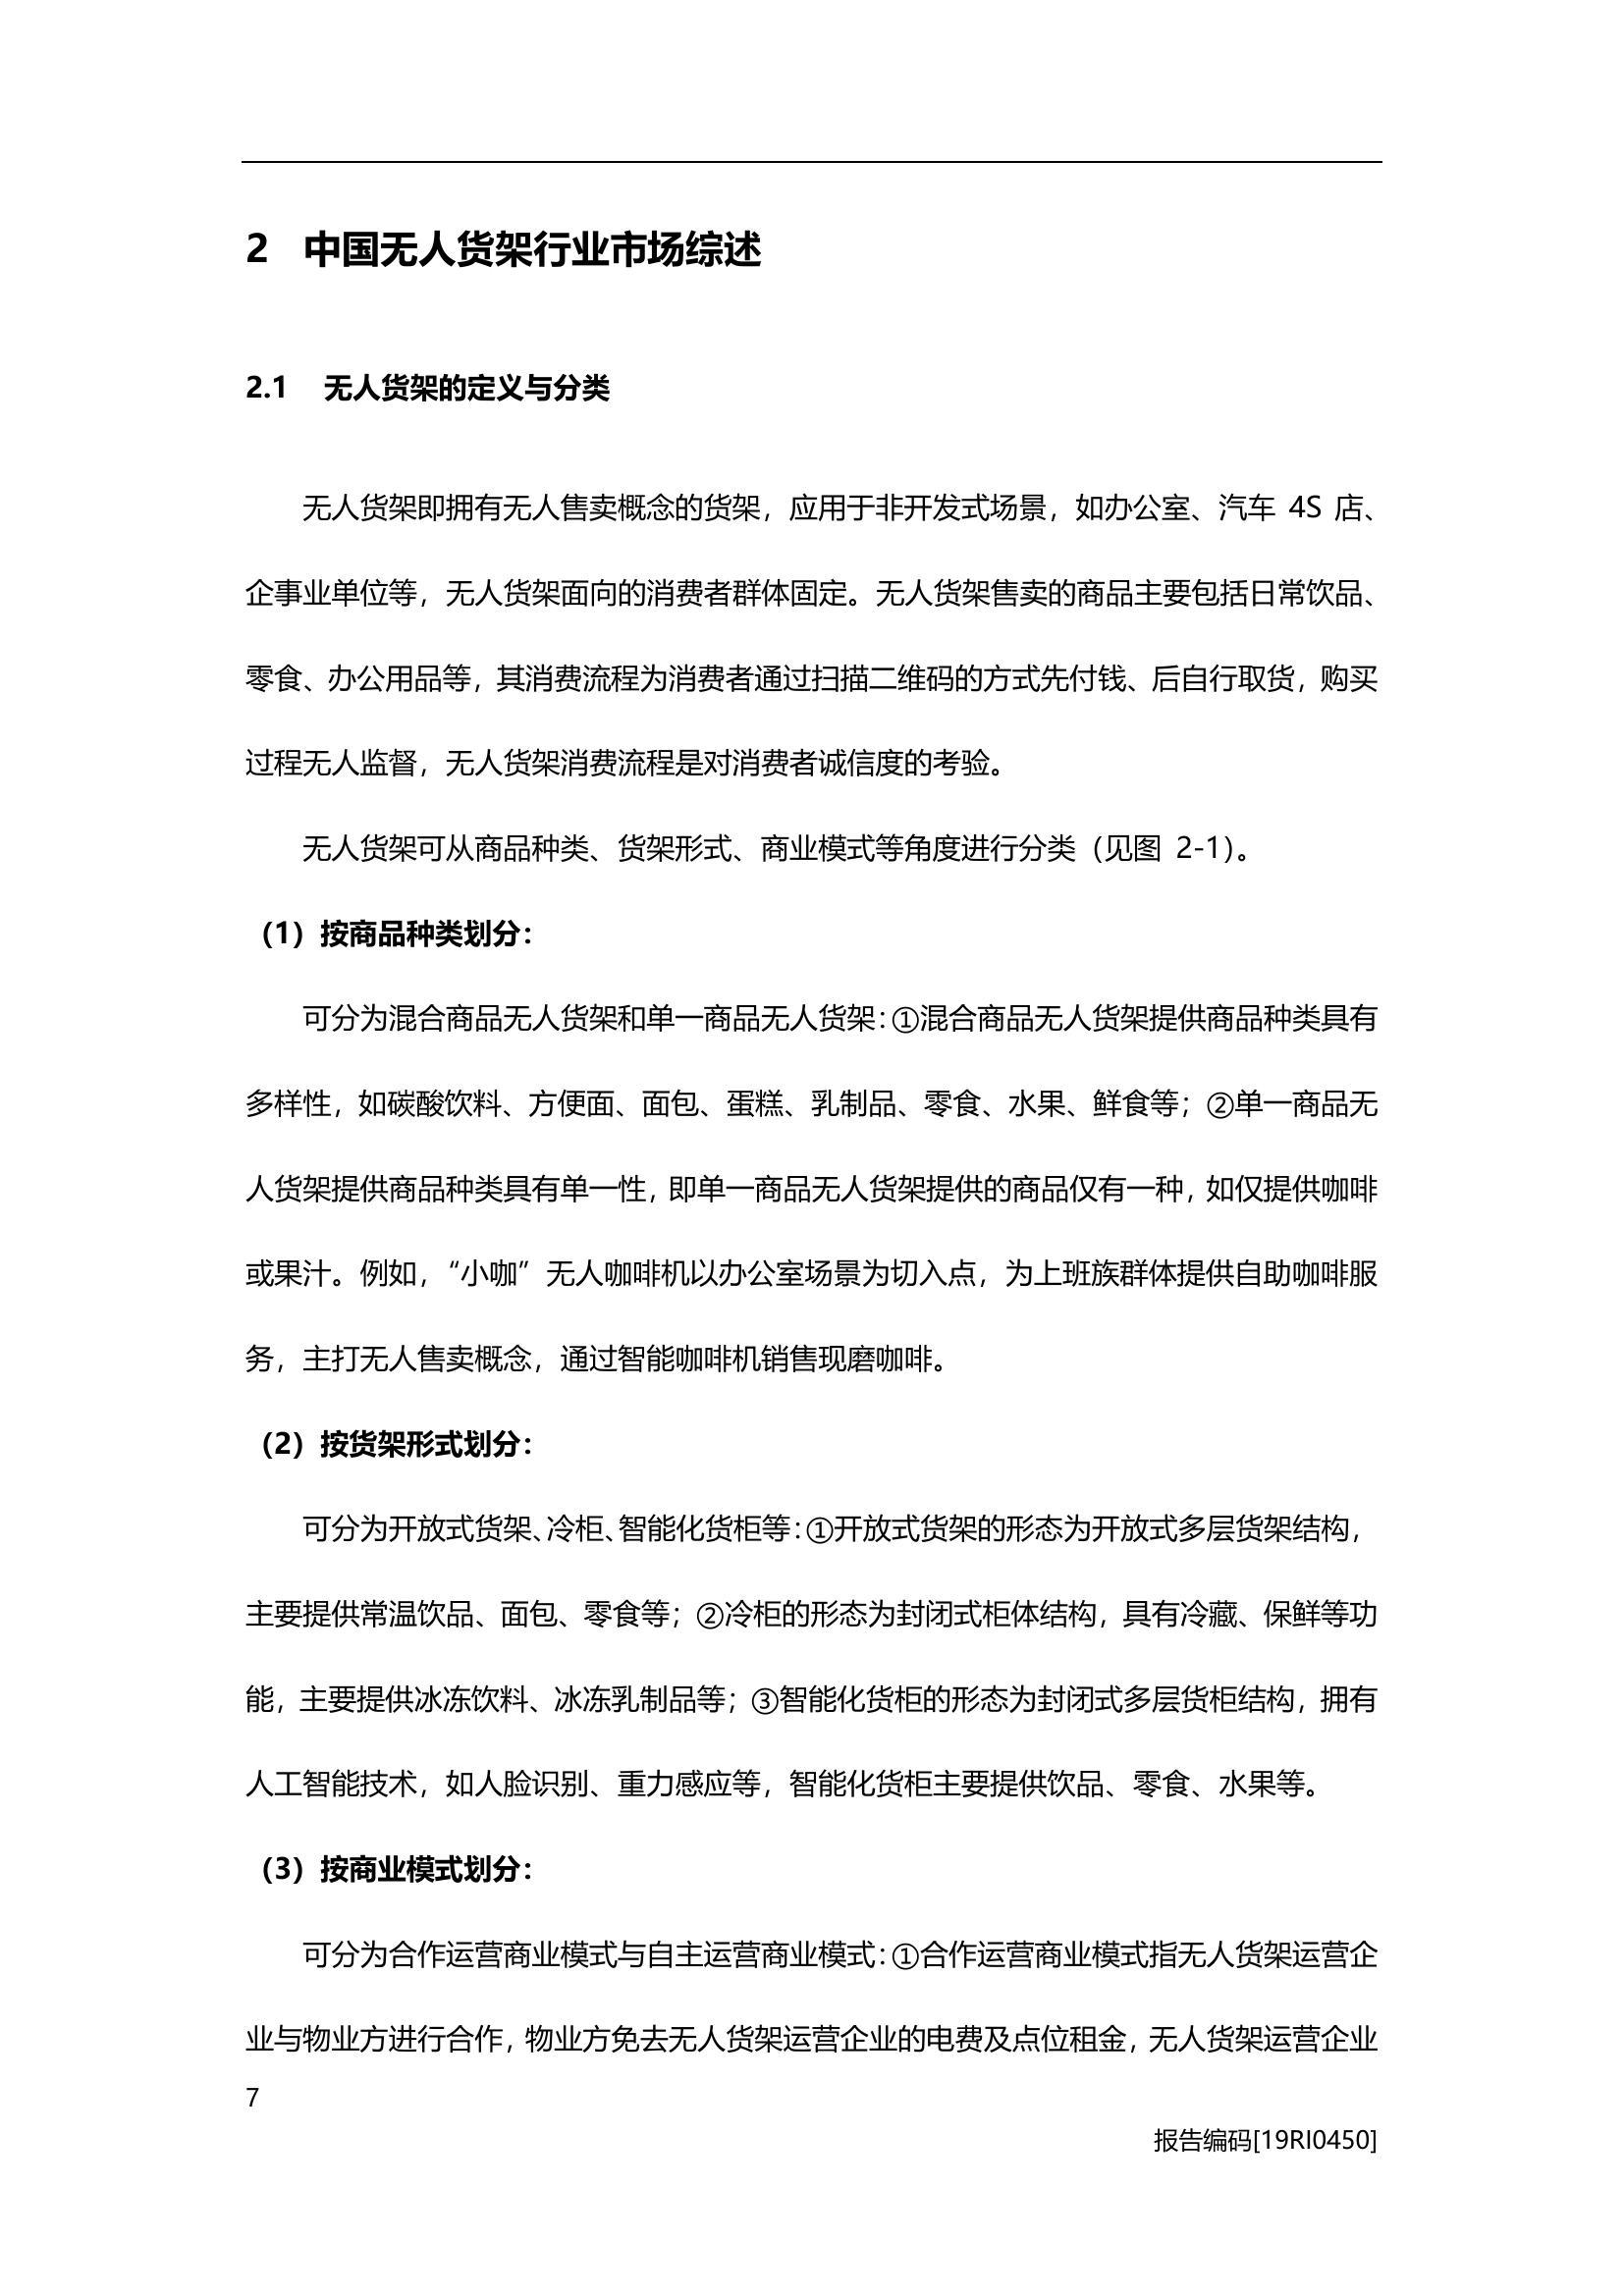 2 中国无人货架行业市场综述
2.1 无人货架的定义与分类
无人货架即拥有无人售卖概念的货架，应用于非开发式场景，如办公室、汽车 4S 店、
企事业单位等，无人货架面向的消费者群体固定。无人货架售卖的商品主要包括日常饮品、
零食、办公用品等，其消费流程为消费者通过扫描二维码的方式先付钱、后自行取货，购买
过程无人监督，无人货架消费流程是对消费者诚信度的考验。
无人货架可从商品种类、货架形式、商业模式等角度进行分类（见图 2-1）。
（1）按商品种类划分：
可分为混合商品无人货架和单一商品无人货架：①混合商品无人货架提供商品种类具有
多样性，如碳酸饮料、方便面、面包、蛋糕、乳制品、零食、水果、鲜食等；②单一商品无
人货架提供商品种类具有单一性，即单一商品无人货架提供的商品仅有一种，如仅提供咖啡
或果汁。例如，“小咖”无人咖啡机以办公室场景为切入点，为上班族群体提供自助咖啡服
务，主打无人售卖概念，通过智能咖啡机销售现磨咖啡。
（2）按货架形式划分：
可分为开放式货架、冷柜、智能化货柜等：①开放式货架的形态为开放式多层货架结构，
主要提供常温饮品、面包、零食等；②冷柜的形态为封闭式柜体结构，具有冷藏、保鲜等功
能，主要提供冰冻饮料、冰冻乳制品等；③智能化货柜的形态为封闭式多层货柜结构，拥有
人工智能技术，如人脸识别、重力感应等，智能化货柜主要提供饮品、零食、水果等。
（3）按商业模式划分：
可分为合作运营商业模式与自主运营商业模式：①合作运营商业模式指无人货架运营企
业与物业方进行合作，物业方免去无人货架运营企业的电费及点位租金，无人货架运营企业
7
报告编码[19RI0450]